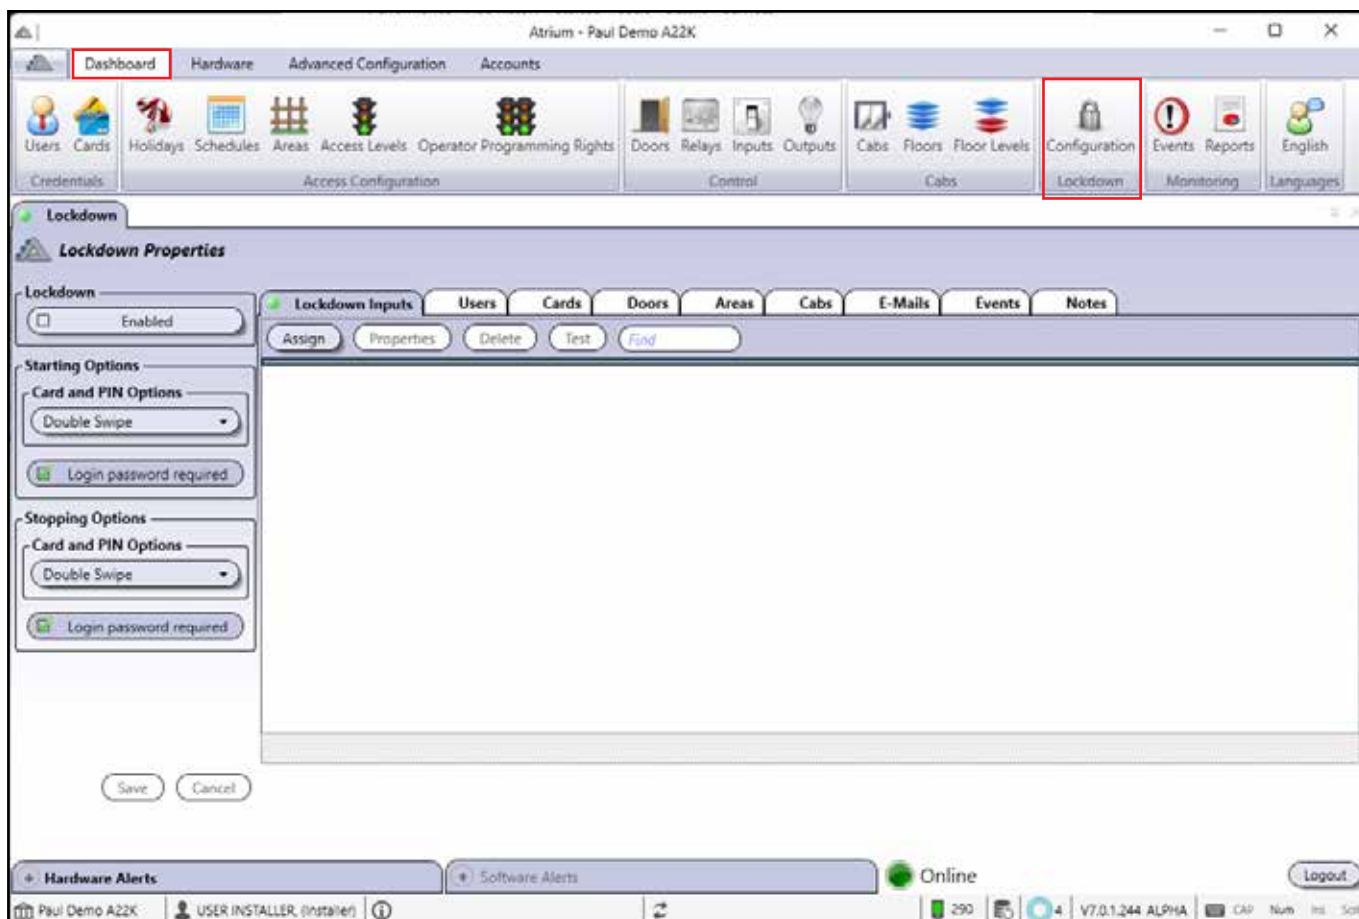 Atrium - Paul Demo A22K
Dashboard Hardware Advanced Configuration Accounts
Users Cards Holidays Schedules Areas Access Levels Operator Programming Rights Doors Relays Inputs Outputs Cabs Floors Floor Levels Configuration Events Reports English
Credentials Access Configuration Control Cabs Lockdown Monitoring Languages
Lockdown
Lockdown Properties
Lockdown
Enabled
Starting Options
Card and PIN Options
Double Swipe
Login password required
Stopping Options
Card and PIN Options
Double Swipe
Login password required
Save Cancel
Lockdown Inputs Users Cards Doors Areas Cabs E-Mails Events Notes
Assign Properties Delete Test Find
Hardware Alerts Software Alerts Online Logout
Paul Demo A22K USER INSTALLER, (Installer) 290 4 V7.0.1.244 ALPHA CAP Num Ins